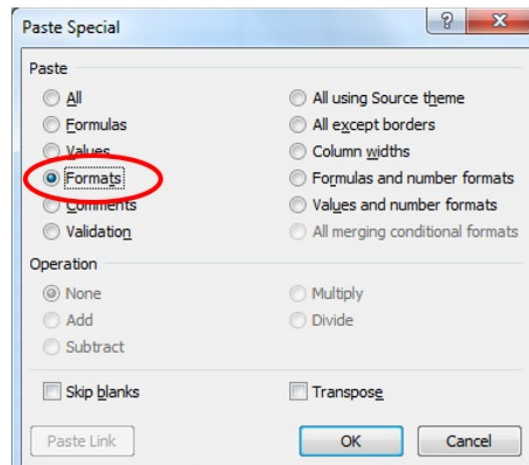 Paste Special
Paste
All
Formulas
Values
Formats
Comments
Validation
All using Source theme
All except borders
Column widths
Formulas and number formats
Values and number formats
All merging conditional formats
Operation
None
Add
Subtract
Multiply
Divide
Skip blanks
Transpose
Paste Link
OK
Cancel